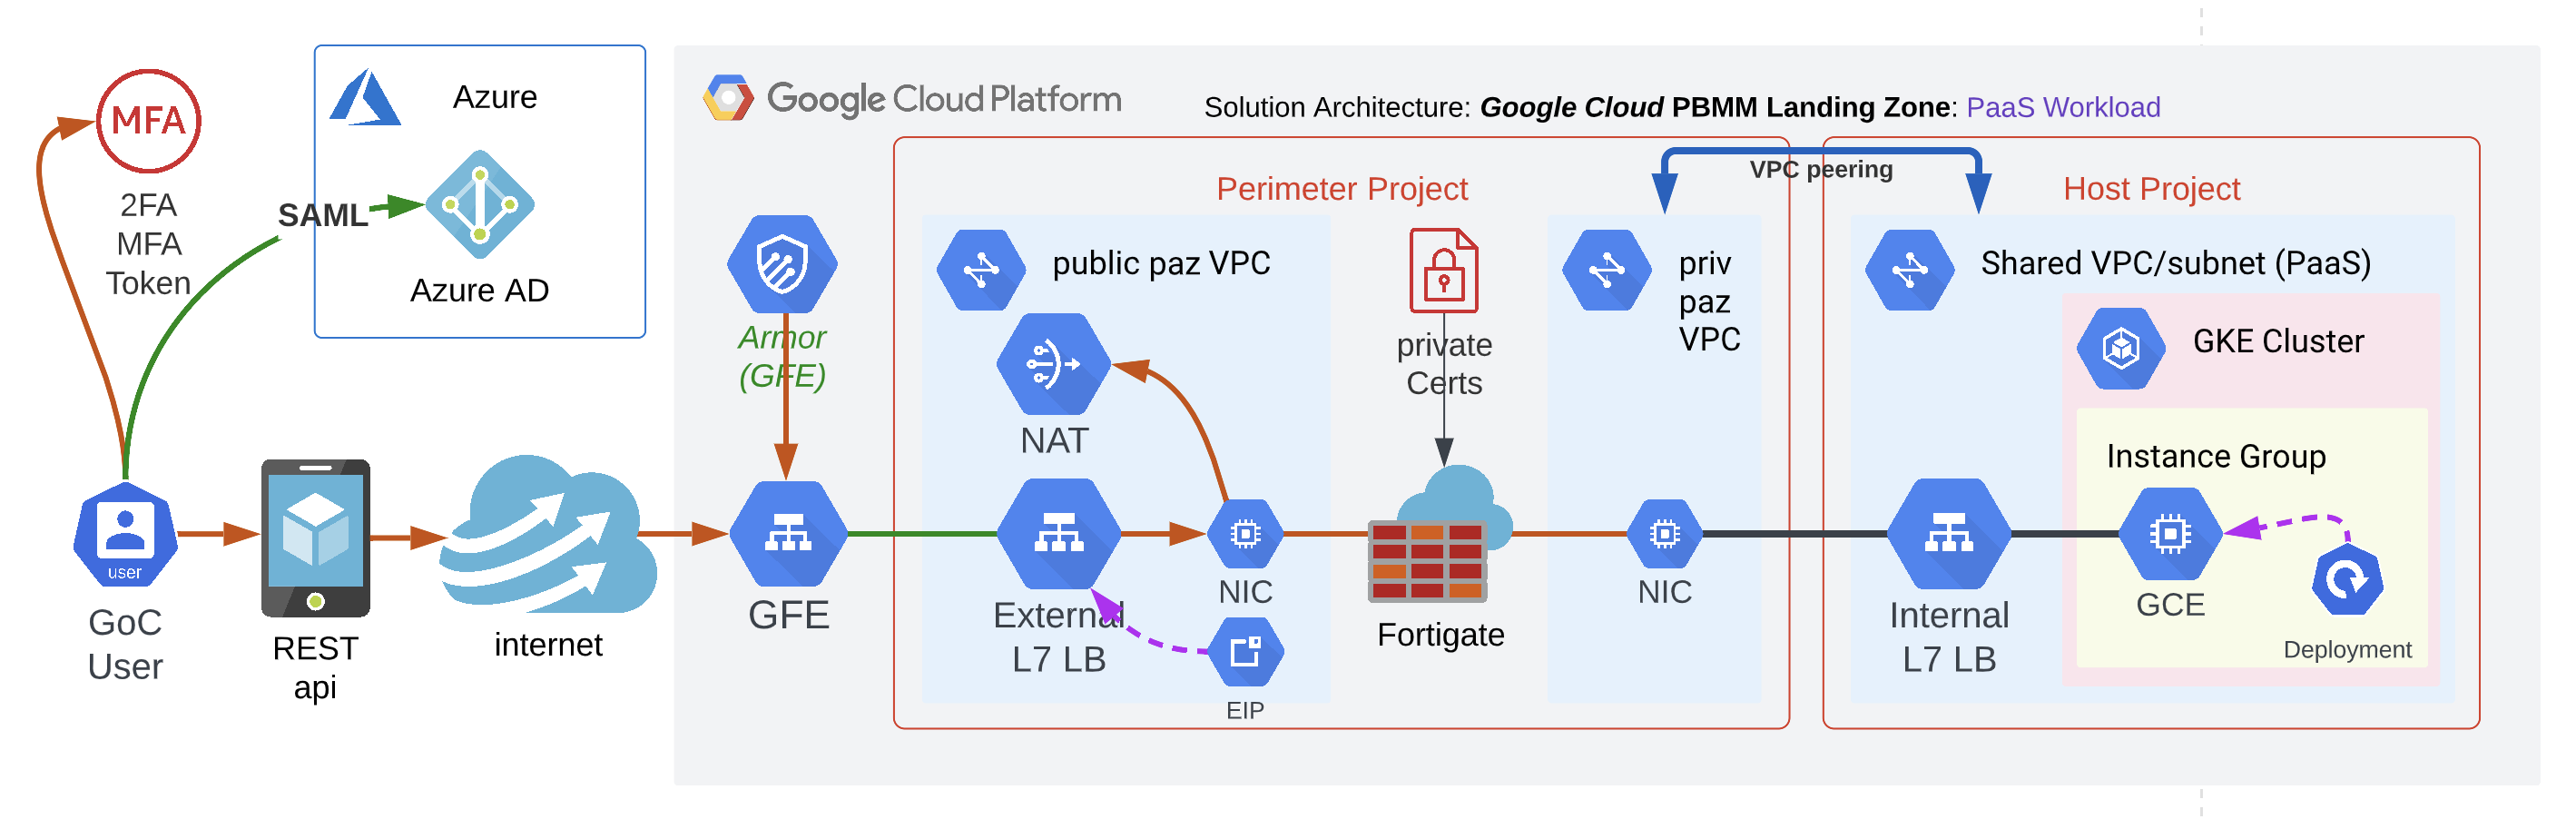 MFA
2FA
MFA
Token
Azure
SAML
Azure AD
user
GoC
User
REST
api
internet
Google Cloud Platform
Solution Architecture: Google Cloud PBMM Landing Zone: PaaS Workload
Armor
(GFE)
GFE
Perimeter Project
public paz VPC
NAT
External
L7 LB
NIC
EIP
private
Certs
Fortigate
priv
paz
VPC
NIC
VPC peering
Host Project
Shared VPC/subnet (PaaS)
GKE Cluster
Instance Group
Internal
L7 LB
GCE
Deployment